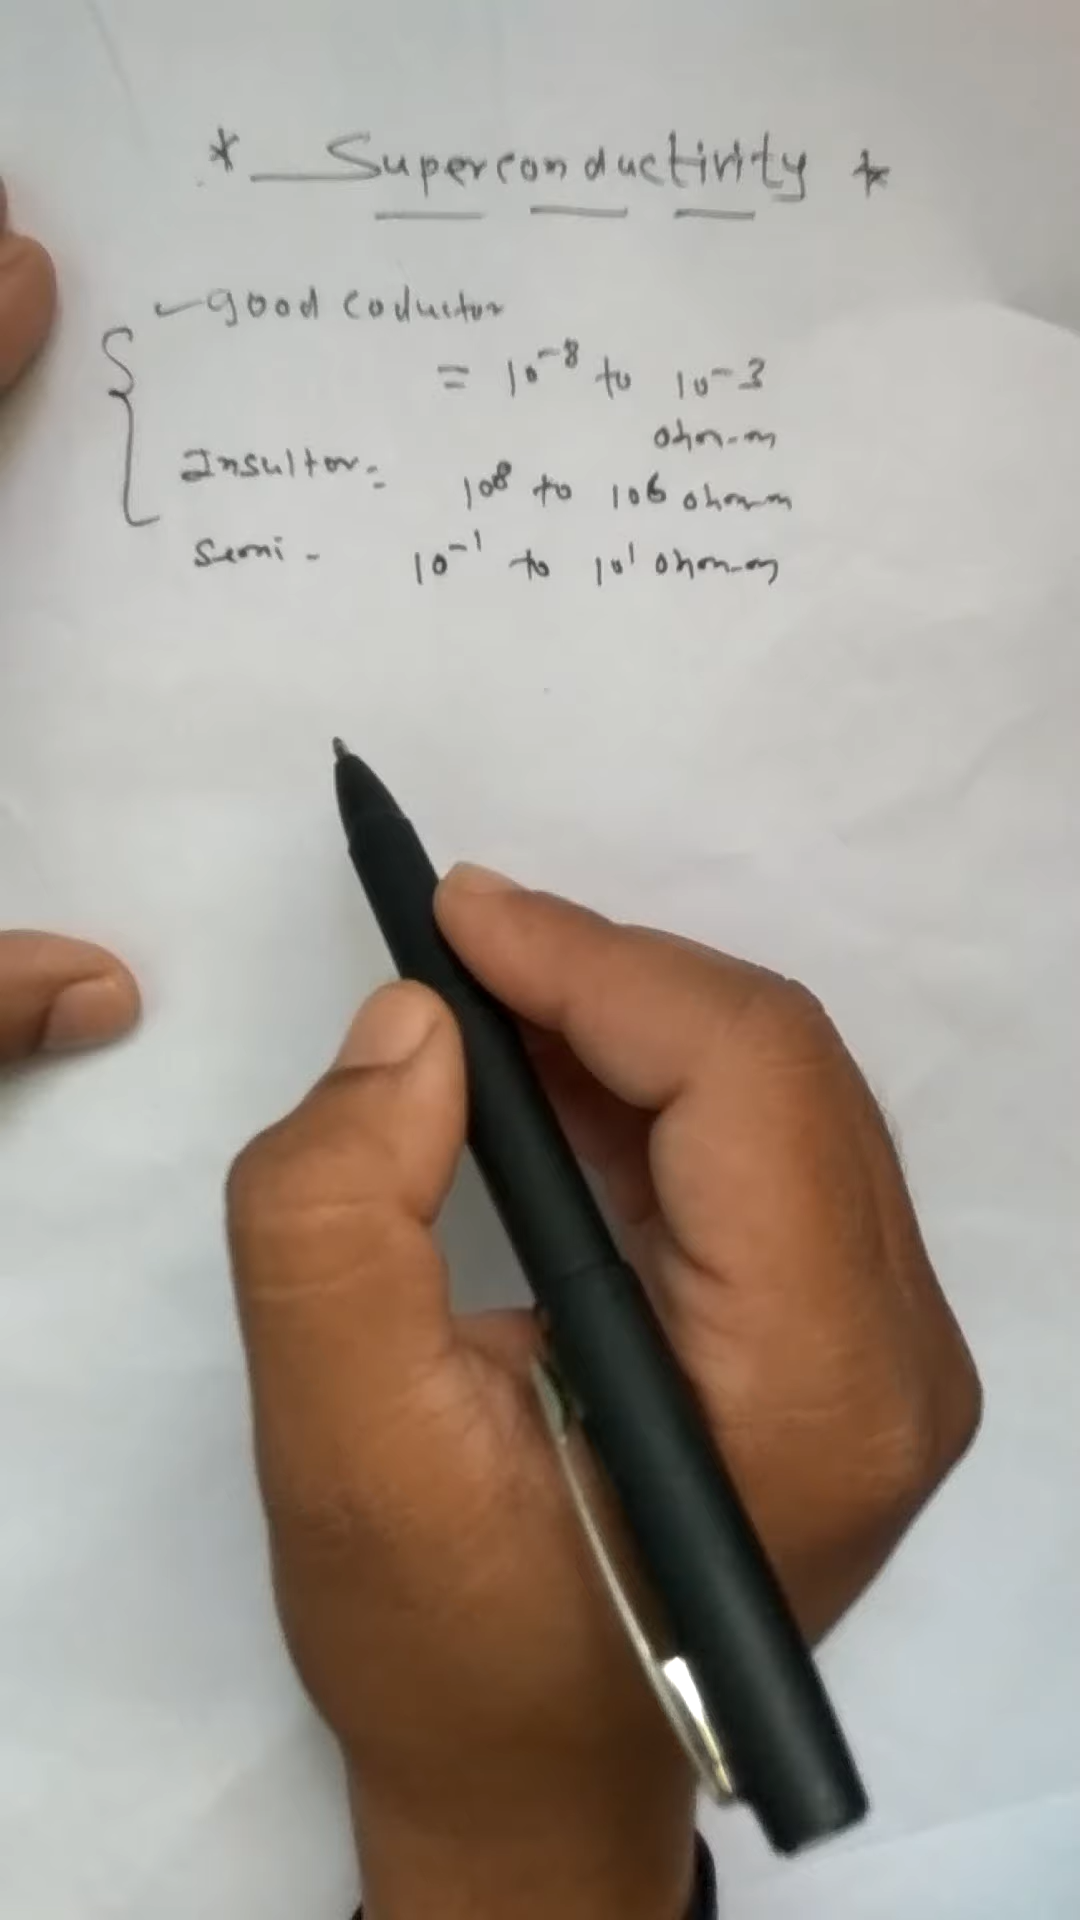 * Superconductivity *
good coductor
= 10⁻⁸ to 10⁻³
ohm-m
Insultor = 10⁸ to 10⁶ ohm-m
Semi - 10⁻¹ to 10¹ ohm-m